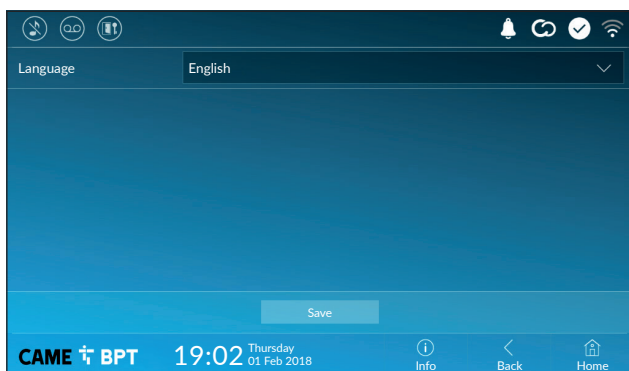 Language English
Save
CAME BPT 19:02 Thursday
01 Feb 2018
Info Back Home